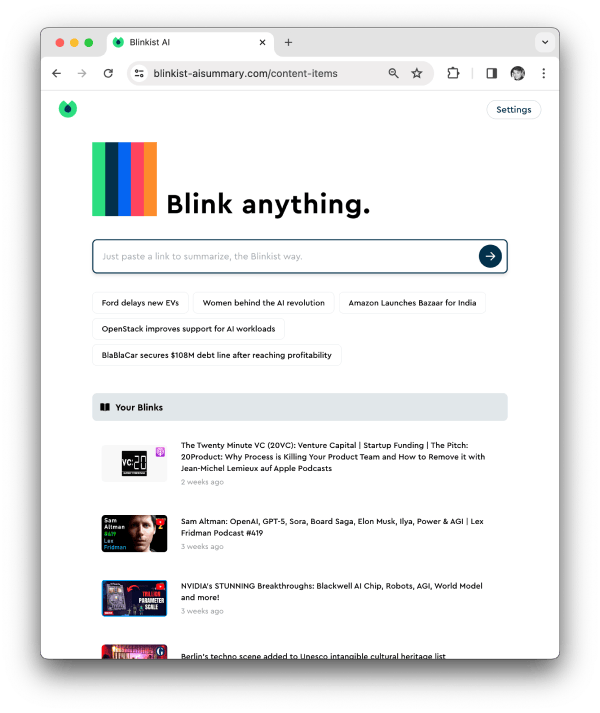 Blinkist AI
blinkist-aisummary.com/content-items
Settings
Blink anything.
Just paste a link to summarize, the Blinkist way.
Ford delays new EVs
Women behind the AI revolution
Amazon Launches Bazaar for India
OpenStack improves support for AI workloads
BlaBlaCar secures $108M debt line after reaching profitability
Your Blinks
VC:20
The Twenty Minute VC (20VC): Venture Capital | Startup Funding | The Pitch:
20Product: Why Process is Killing Your Product Team and How to Remove it with
Jean-Michel Lemieux auf Apple Podcasts
2 weeks ago
Sam
Altman
#419
Lex
Fridman
Sam Altman: OpenAI, GPT-5, Sora, Board Saga, Elon Musk, Ilya, Power & AGI | Lex
Fridman Podcast #419
3 weeks ago
TRILLION
PARAMETER
SCALE
NVIDIA's STUNNING Breakthroughs: Blackwell AI Chip, Robots, AGI, World Model
and more!
3 weeks ago
G
Berlin's techno scene added to Unesco intangible cultural heritage list